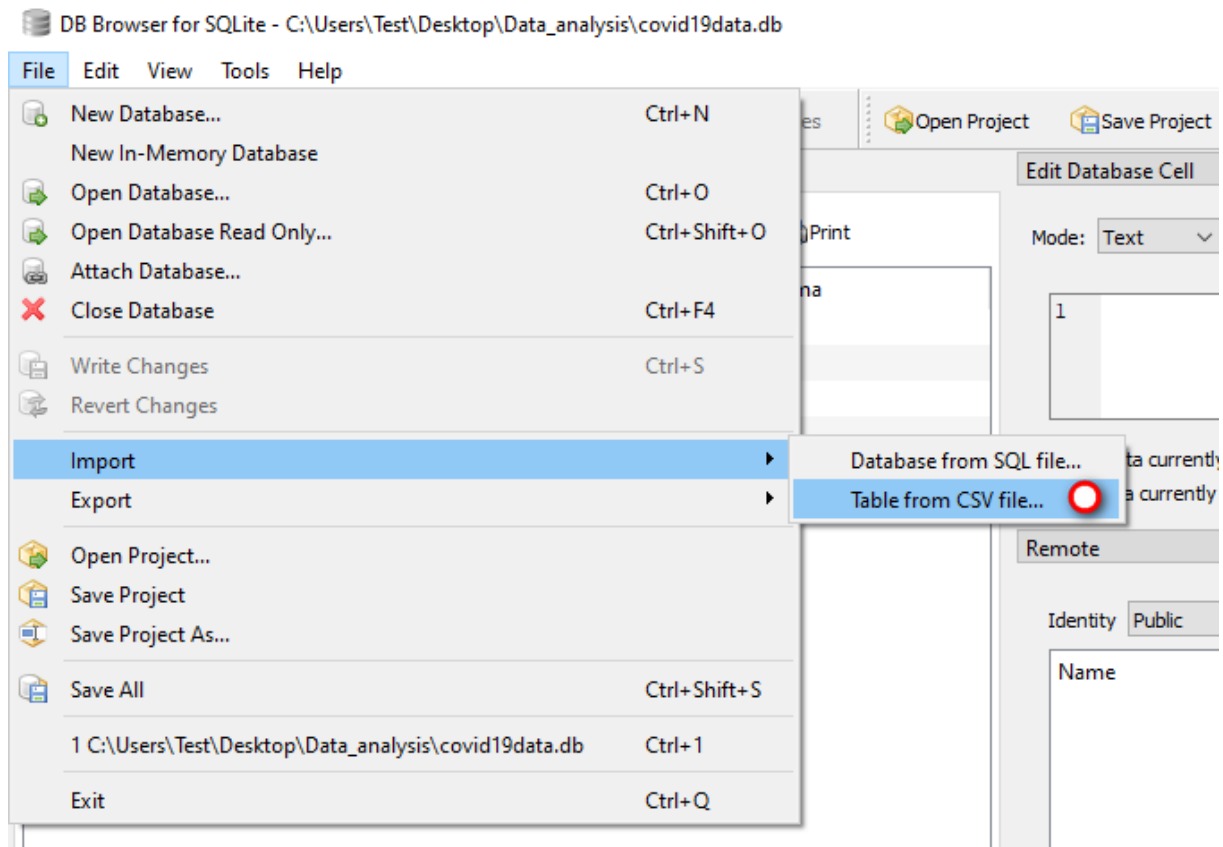 DB Browser for SQLite - C:\Users\Test\Desktop\Data_analysis\covid19data.db
File Edit View Tools Help
New Database... Ctrl+N
New In-Memory Database
Open Database... Ctrl+O
Open Database Read Only... Ctrl+Shift+O
Attach Database...
Close Database Ctrl+F4
Write Changes Ctrl+S
Revert Changes
Import
Export
Open Project...
Save Project
Save Project As...
Save All Ctrl+Shift+S
1 C:\Users\Test\Desktop\Data_analysis\covid19data.db Ctrl+1
Exit Ctrl+Q
Database from SQL file...
Table from CSV file...
Open Project Save Project
Print
Edit Database Cell
Mode: Text
1
currently
currently
Remote
Identity Public
Name